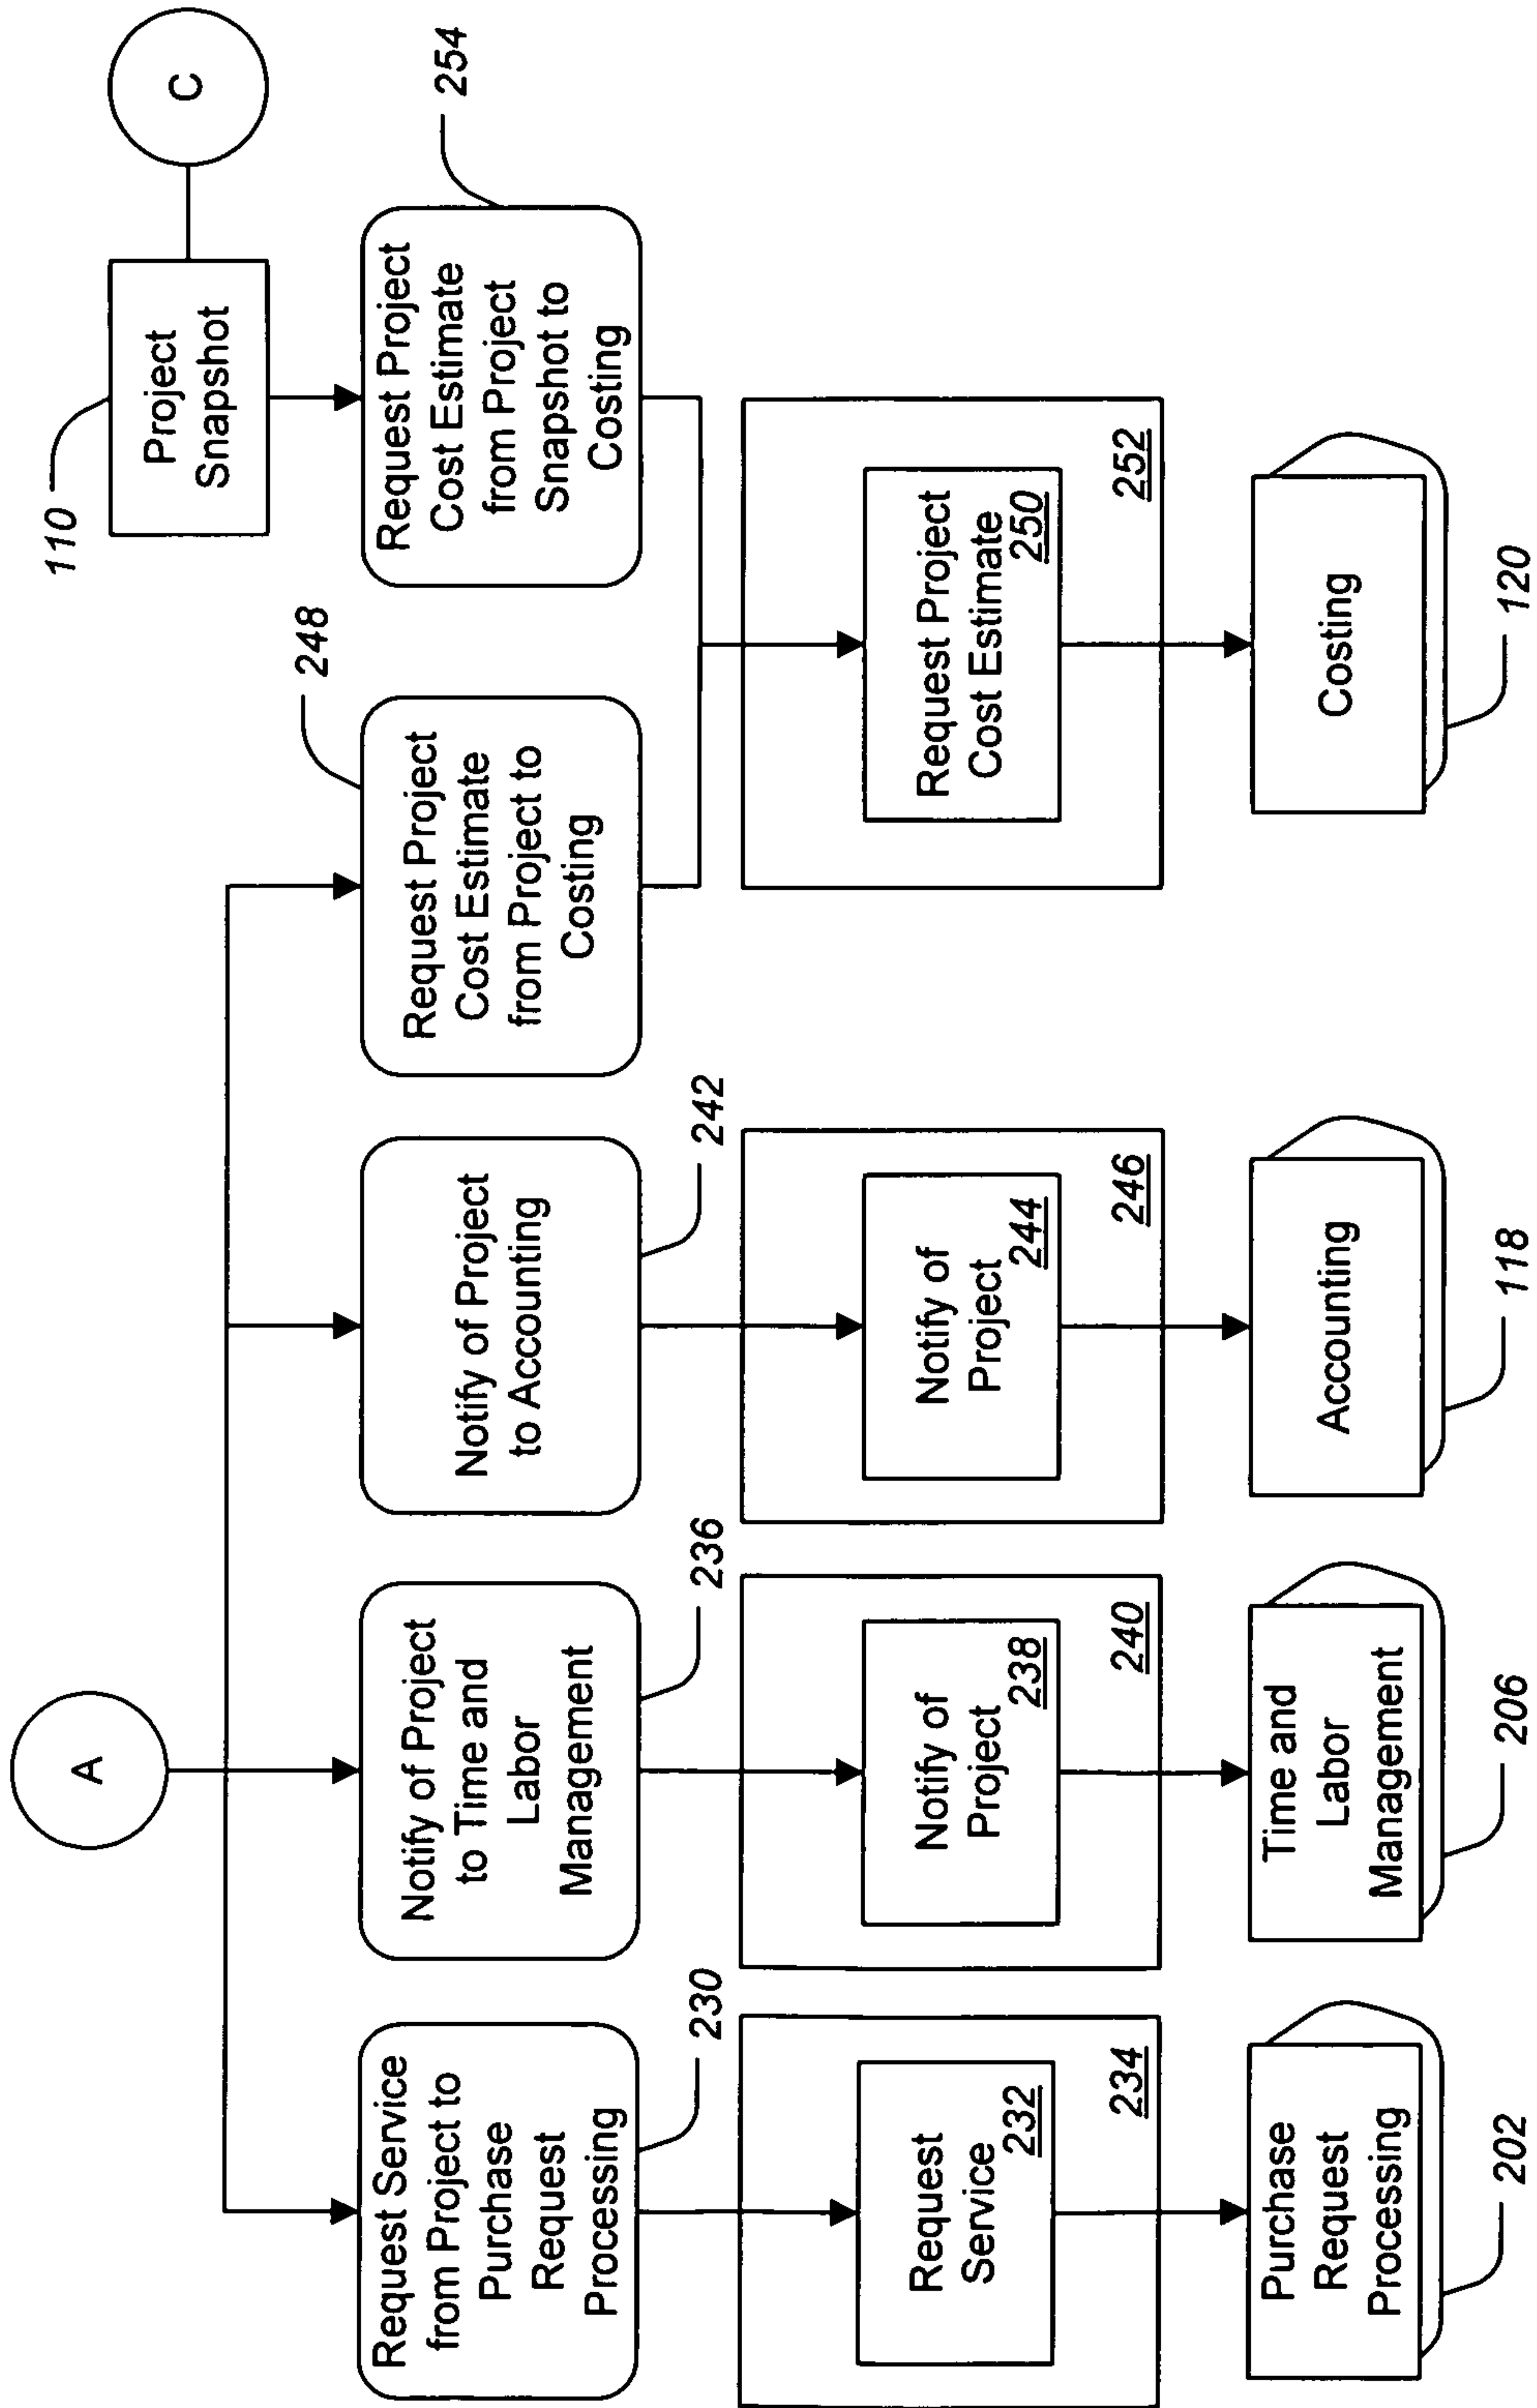 A
C
110
Project
Snapshot
Request Service
from Project to
Purchase
Request
Processing
230
Notify of Project
to Time and
Labor
Management
236
Notify of Project
to Accounting
242
Request Project
Cost Estimate
from Project to
Costing
248
Request Project
Cost Estimate
from Project
Snapshot to
Costing
254
Request
Service
232
234
Notify of
Project
238
240
Notify of
Project
244
246
Request Project
Cost Estimate
250
252
Purchase
Request
Processing
202
Time and
Labor
Management
206
Accounting
118
Costing
120